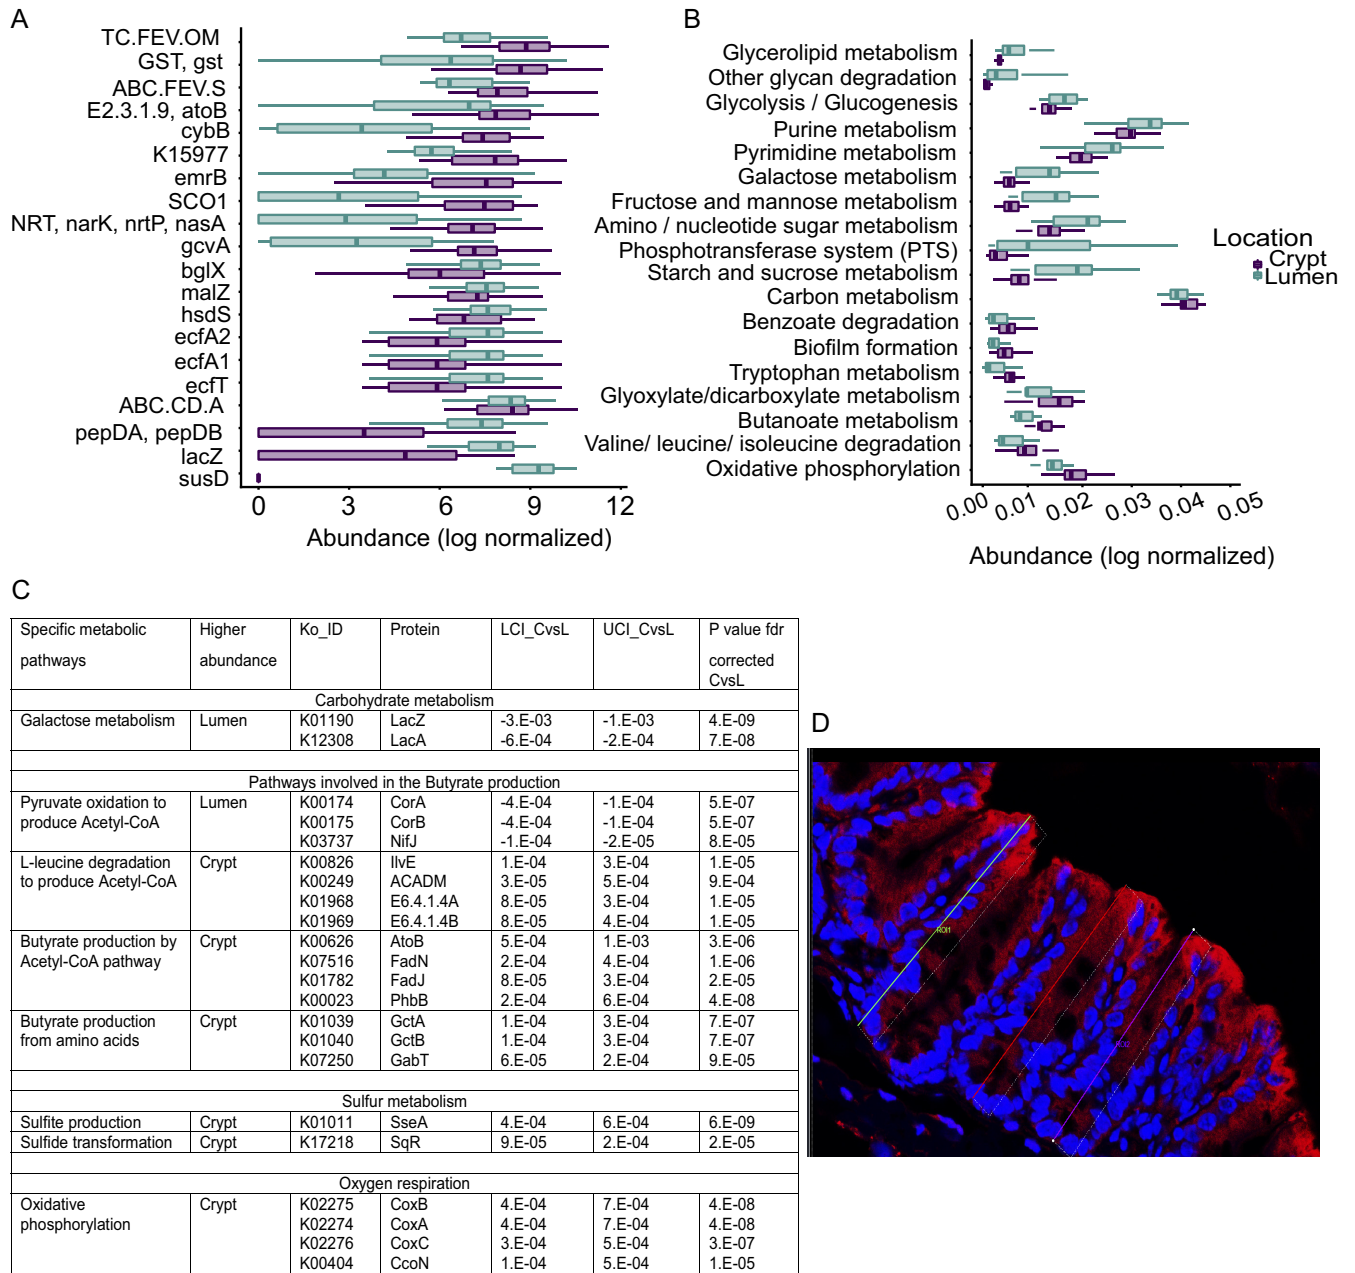 A
TC.FEV.OM
GST, gst
ABC.FEV.S
E2.3.1.9, atoB
cybB
K15977
emrB
SCO1
NRT, narK, nrtP, nasA
gcvA
bglX
malZ
hsdS
ecfA2
ecfA1
ecfT
ABC.CD.A
pepDA, pepDB
lacZ
susD
0 3 6 9 12
Abundance (log normalized)
B
Glycerolipid metabolism
Other glycan degradation
Glycolysis / Glucogenesis
Purine metabolism
Pyrimidine metabolism
Galactose metabolism
Fructose and mannose metabolism
Amino / nucleotide sugar metabolism
Phosphotransferase system (PTS)
Starch and sucrose metabolism
Carbon metabolism
Benzoate degradation
Biofilm formation
Tryptophan metabolism
Glyoxylate/dicarboxylate metabolism
Butanoate metabolism
Valine/ leucine/ isoleucine degradation
Oxidative phosphorylation
0.00 0.01 0.02 0.03 0.04 0.05
Abundance (log normalized)
Location
Crypt
Lumen
C
Specific metabolic pathways Higher abundance Ko_ID Protein LCI_CvsL UCI_CvsL P value fdr corrected CvsL
Carbohydrate metabolism
Galactose metabolism Lumen K01190 LacZ -3.E-03 -1.E-03 4.E-09
K12308 LacA -6.E-04 -2.E-04 7.E-08
Pathways involved in the Butyrate production
Pyruvate oxidation to Lumen K00174 CorA -4.E-04 -1.E-04 5.E-07
produce Acetyl-CoA K00175 CorB -4.E-04 -1.E-04 5.E-07
K03737 NifJ -1.E-04 -2.E-05 8.E-05
L-leucine degradation Crypt K00826 IlvE 1.E-04 3.E-04 1.E-05
to produce Acetyl-CoA K00249 ACADM 3.E-05 5.E-04 9.E-04
K01968 E6.4.1.4A 8.E-05 3.E-04 1.E-05
K01969 E6.4.1.4B 8.E-05 4.E-04 1.E-05
Butyrate production by Crypt K00626 AtoB 5.E-04 1.E-03 3.E-06
Acetyl-CoA pathway K07516 FadN 2.E-04 4.E-04 1.E-06
K01782 FadJ 8.E-05 3.E-04 2.E-05
K00023 PhbB 2.E-04 6.E-04 4.E-08
Butyrate production Crypt K01039 GctA 1.E-04 3.E-04 7.E-07
from amino acids K01040 GctB 1.E-04 3.E-04 7.E-07
K07250 GabT 6.E-05 2.E-04 9.E-05
Sulfur metabolism
Sulfite production Crypt K01011 SseA 4.E-04 6.E-04 6.E-09
Sulfide transformation Crypt K17218 SqR 9.E-05 2.E-04 2.E-05
Oxygen respiration
Oxidative Crypt K02275 CoxB 4.E-04 7.E-04 4.E-08
phosphorylation K02274 CoxA 4.E-04 7.E-04 4.E-08
K02276 CoxC 3.E-04 5.E-04 3.E-07
K00404 CcoN 1.E-04 5.E-04 1.E-05
D
ROI1